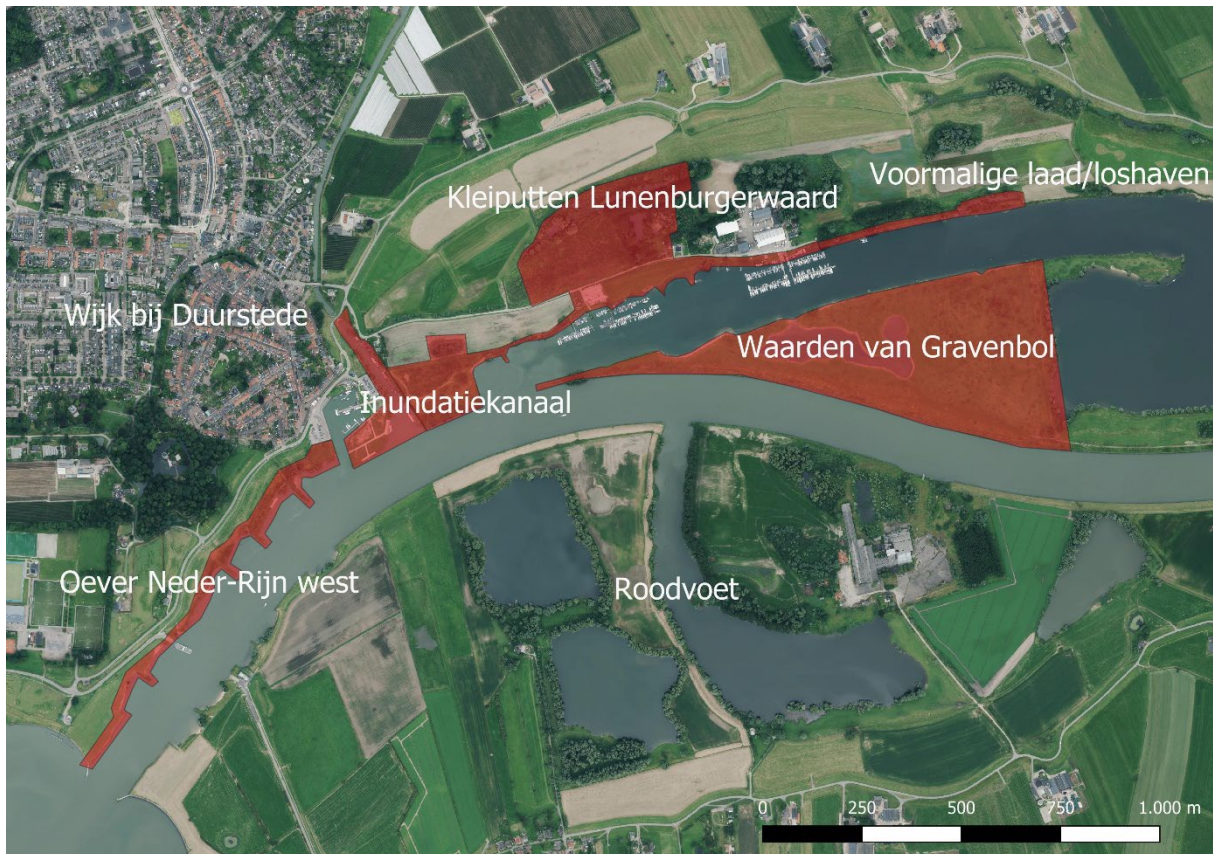 Voormalige laad/loshaven
Kleiputten Lunenburgerwaard
Wijk bij Duurstede
Waarden van Gravenbol
Inundatiekanaal
Oever Neder-Rijn west
Roodvoet
0 250 500 750 1.000 m